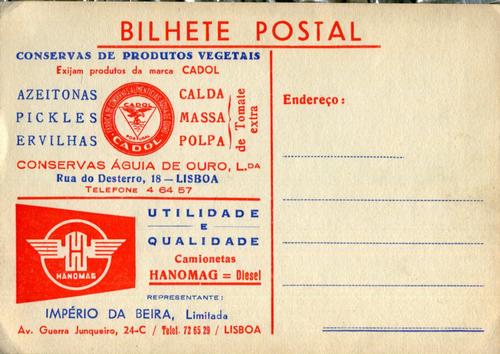 BILHETE POSTAL
CONSERVAS DE PRODUTOS VEGETAIS
Exijam produtos da marca CADOL
AZEITONAS
PICKLES
ERVILHAS
CADOL
PORTUGAL
CADOL
CALDA
MASSA
POLPA
de Tomate
extra
CONSERVAS ÁGUIA DE OURO, L.DA
Rua do Desterro, 18 — LISBOA
TELEFONE 4 64 57
HANOMAG
UTILIDADE
E
QUALIDADE
Camionetas
HANOMAG = Diesel
REPRESENTANTE:
IMPÉRIO DA BEIRA, Limitada
Av. Guerra Junqueiro, 24-C / Telef. 72 65 29 / LISBOA
Endereço: